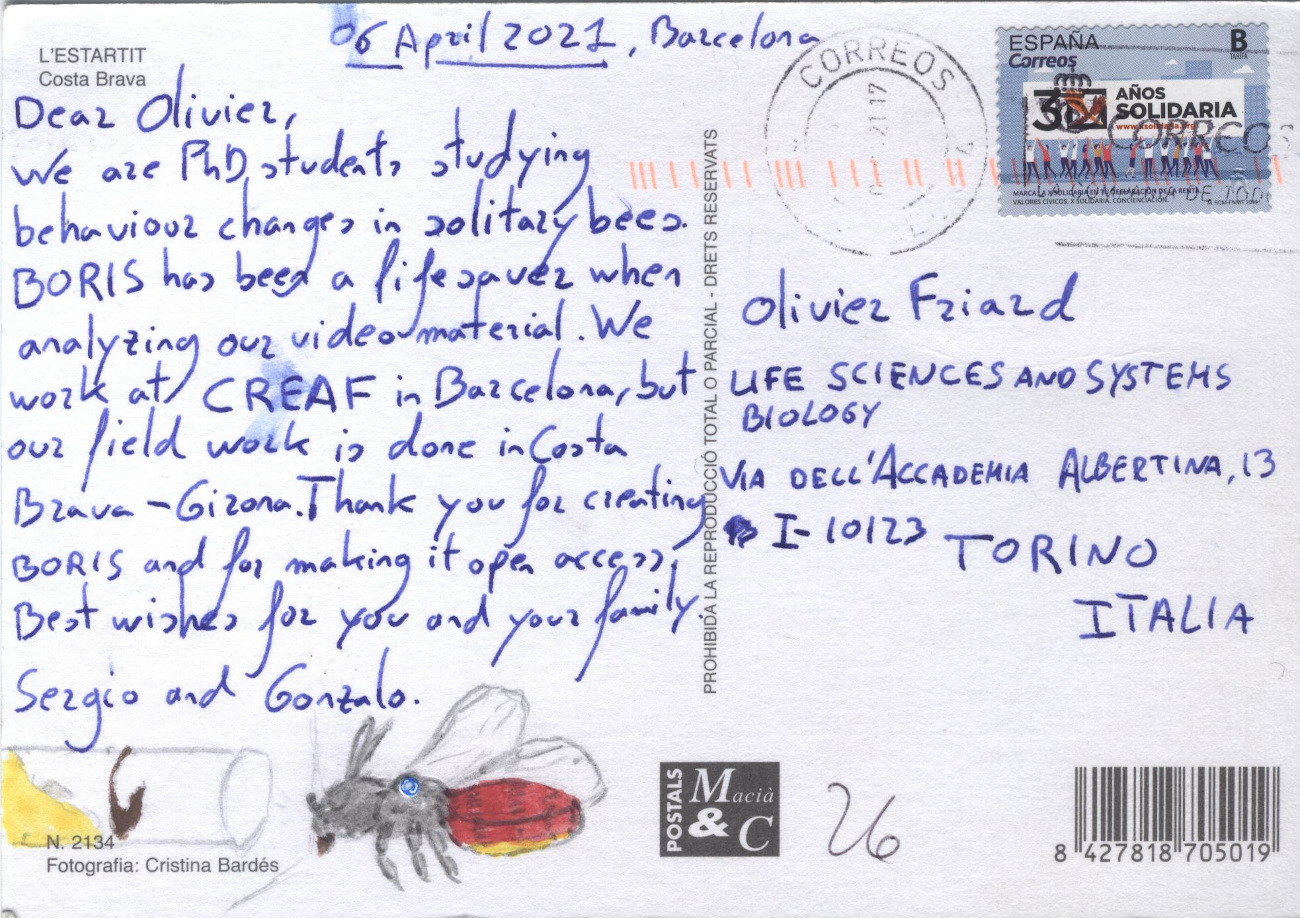 L'ESTARTIT
Costa Brava
06 April 2021, Barcelona
Dear Olivier,
We are PhD students studying
behaviour changes in solitary bees.
BORIS has been a lifesaver when
analyzing our video material. We
work at CREAF in Barcelona, but
our field work is done in Costa
Brava - Girona. Thank you for creating
BORIS and for making it open access.
Best wishes for you and your family.
Sergio and Gonzalo.
N. 2134
Fotografia: Cristina Bardés
PROHIBIDA LA REPRODUCCIÓ TOTAL O PARCIAL - DRETS RESERVATS
CORREOS
21 17
ESPAÑA
Correos
B
TARIFA
30 AÑOS
SOLIDARIA
www.xsolidaria.org
CORREOS
MARCA LA X SOLIDARIA EN TU DECLARACIÓN DE LA RENTA.
VALORES CÍVICOS. X SOLIDARIA. CONCIENCIACIÓN.
Olivier Friard
LIFE SCIENCES AND SYSTEMS
BIOLOGY
VIA DELL'ACCADEMIA ALBERTINA, 13
I-10123 TORINO
ITALIA
POSTALS
Macià
& C
26
8 427818 705019